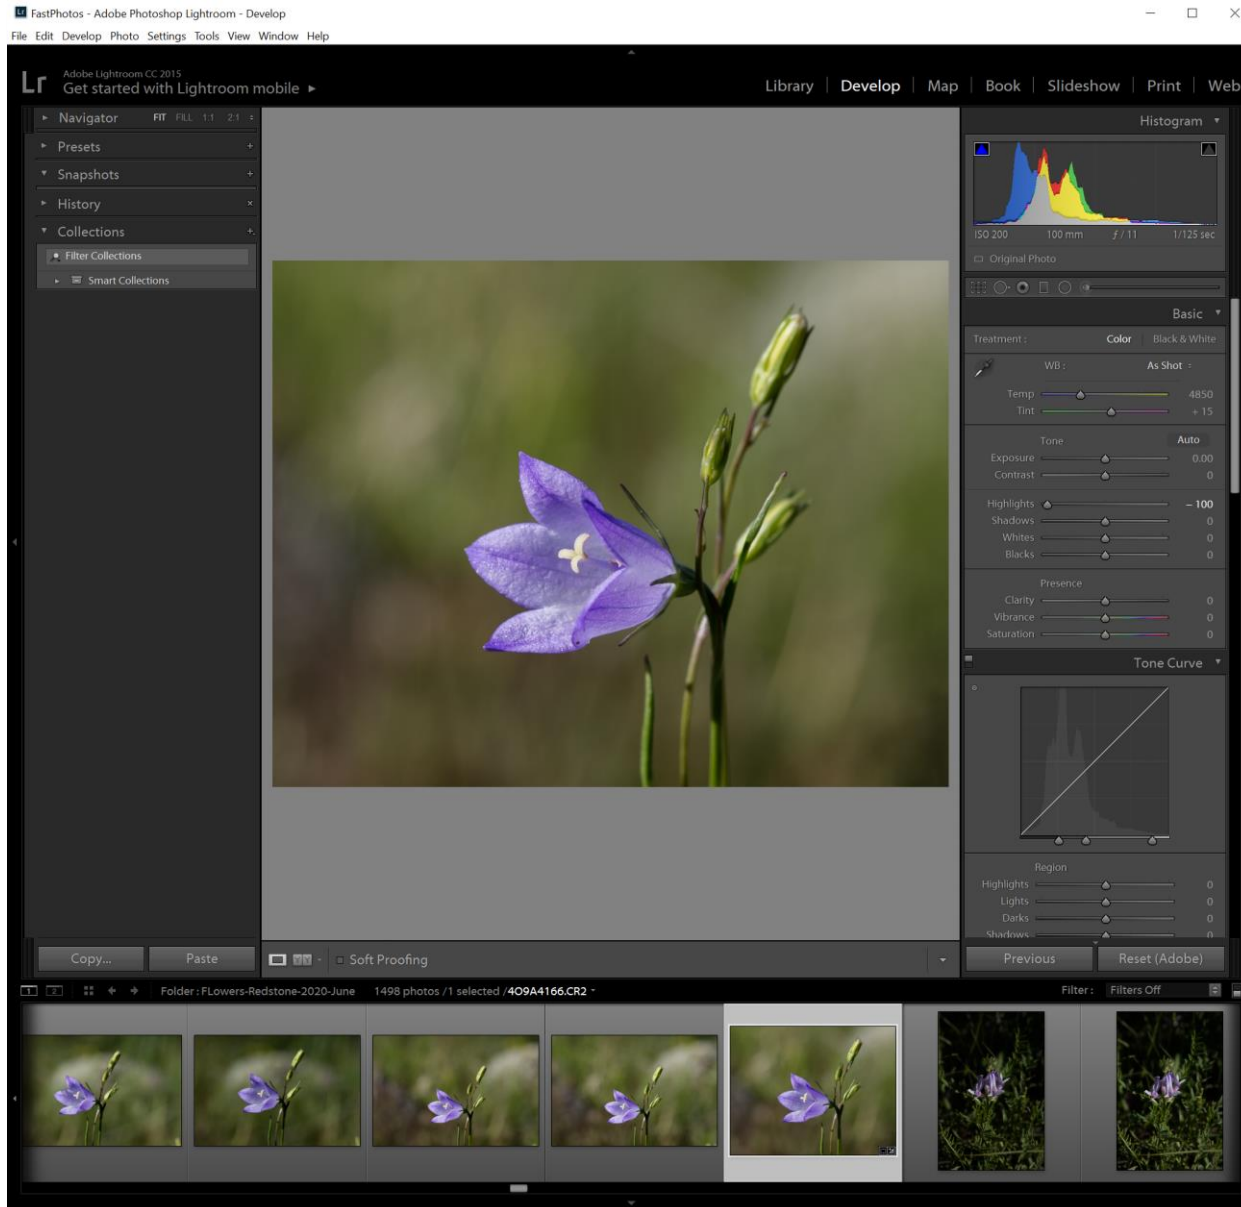 FastPhotos - Adobe Photoshop Lightroom - Develop
File Edit Develop Photo Settings Tools View Window Help
Lr
Adobe Lightroom CC 2015
Get started with Lightroom mobile
Library | Develop | Map | Book | Slideshow | Print | Web
Navigator FIT FILL 1:1 2:1
Presets
Snapshots
History
Collections
Filter Collections
Smart Collections
Histogram
ISO 200 100 mm ƒ / 11 1/125 sec
Original Photo
Basic
Treatment : Color Black & White
WB : As Shot
Temp 4850
Tint + 15
Tone Auto
Exposure 0.00
Contrast 0
Highlights – 100
Shadows 0
Whites 0
Blacks 0
Presence
Clarity 0
Vibrance 0
Saturation 0
Tone Curve
Region
Highlights 0
Lights 0
Darks 0
Shadows 0
Copy... Paste
Soft Proofing
Previous Reset (Adobe)
1 2 Folder : FLowers-Redstone-2020-June 1498 photos /1 selected /4O9A4166.CR2 Filter : Filters Off